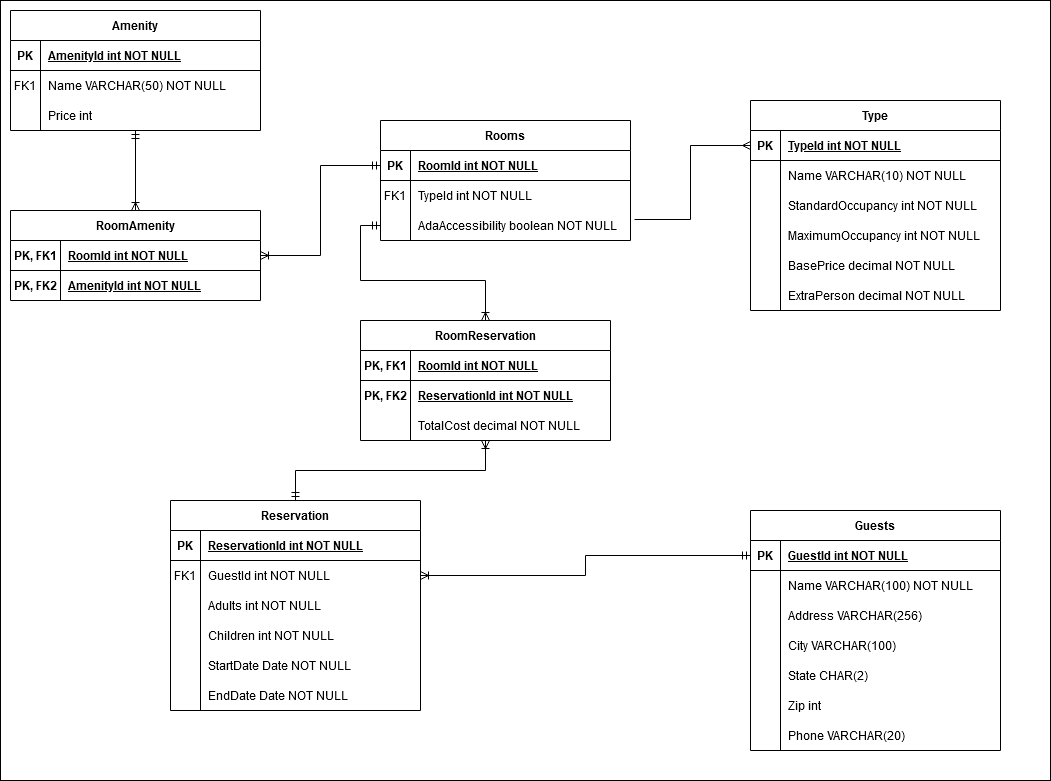 Amenity
PK AmenityId int NOT NULL
FK1 Name VARCHAR(50) NOT NULL
Price int
RoomAmenity
PK, FK1 RoomId int NOT NULL
PK, FK2 AmenityId int NOT NULL
Rooms
PK RoomId int NOT NULL
FK1 TypeId int NOT NULL
AdaAccessibility boolean NOT NULL
Type
PK TypeId int NOT NULL
Name VARCHAR(10) NOT NULL
StandardOccupancy int NOT NULL
MaximumOccupancy int NOT NULL
BasePrice decimal NOT NULL
ExtraPerson decimal NOT NULL
RoomReservation
PK, FK1 RoomId int NOT NULL
PK, FK2 ReservationId int NOT NULL
TotalCost decimal NOT NULL
Reservation
PK ReservationId int NOT NULL
FK1 GuestId int NOT NULL
Adults int NOT NULL
Children int NOT NULL
StartDate Date NOT NULL
EndDate Date NOT NULL
Guests
PK GuestId int NOT NULL
Name VARCHAR(100) NOT NULL
Address VARCHAR(256)
City VARCHAR(100)
State CHAR(2)
Zip int
Phone VARCHAR(20)